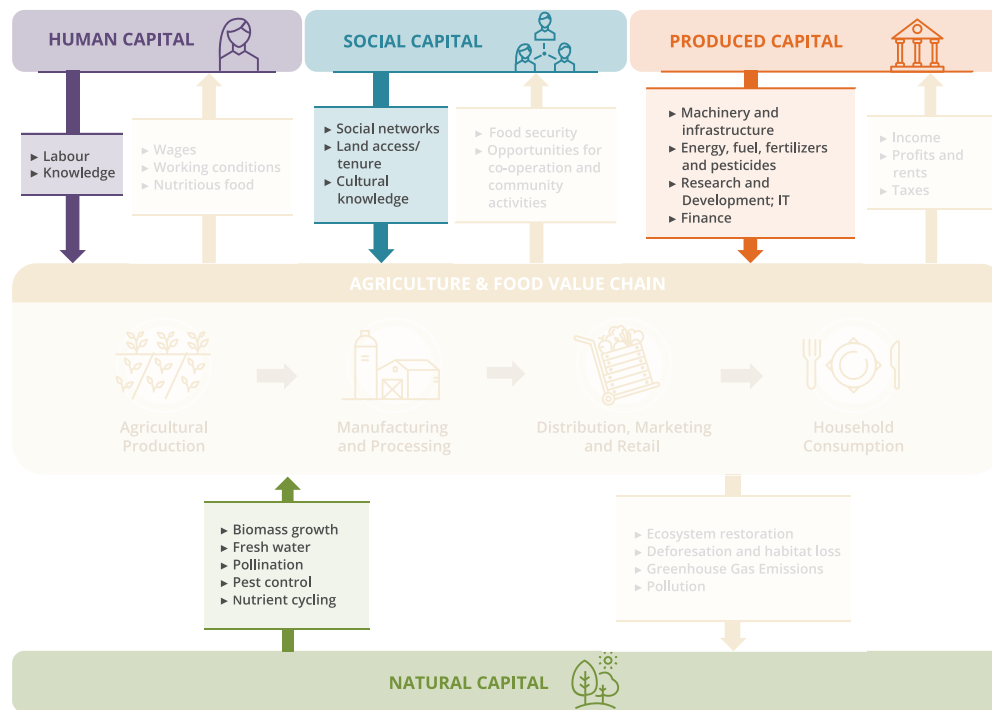 HUMAN CAPITAL
SOCIAL CAPITAL
PRODUCED CAPITAL
► Labour
► Knowledge
► Wages
► Working conditions
► Nutritious food
► Social networks
► Land access/
tenure
► Cultural
knowledge
► Food security
► Opportunities for
co-operation and
community
activities
► Machinery and
infrastructure
► Energy, fuel, fertilizers
and pesticides
► Research and
Development; IT
► Finance
► Income
► Profits and
rents
► Taxes
AGRICULTURE & FOOD VALUE CHAIN
Agricultural
Production
Manufacturing
and Processing
Distribution, Marketing
and Retail
Household
Consumption
► Biomass growth
► Fresh water
► Pollination
► Pest control
► Nutrient cycling
► Ecosystem restoration
► Deforesation and habitat loss
► Greenhouse Gas Emissions
► Pollution
NATURAL CAPITAL